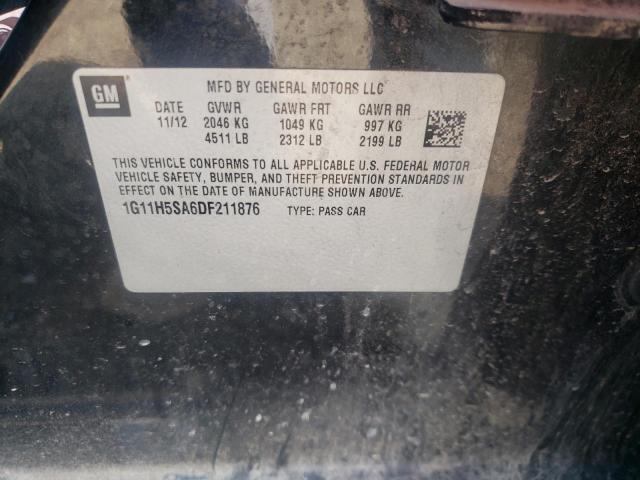 GM
MFD BY GENERAL MOTORS LLC
DATE GVWR GAWR FRT GAWR RR
11/12 2046 KG 1049 KG 997 KG
4511 LB 2312 LB 2199 LB
THIS VEHICLE CONFORMS TO ALL APPLICABLE U.S. FEDERAL MOTOR
VEHICLE SAFETY, BUMPER, AND THEFT PREVENTION STANDARDS IN
EFFECT ON THE DATE OF MANUFACTURE SHOWN ABOVE.
1G11H5SA6DF211876 TYPE: PASS CAR